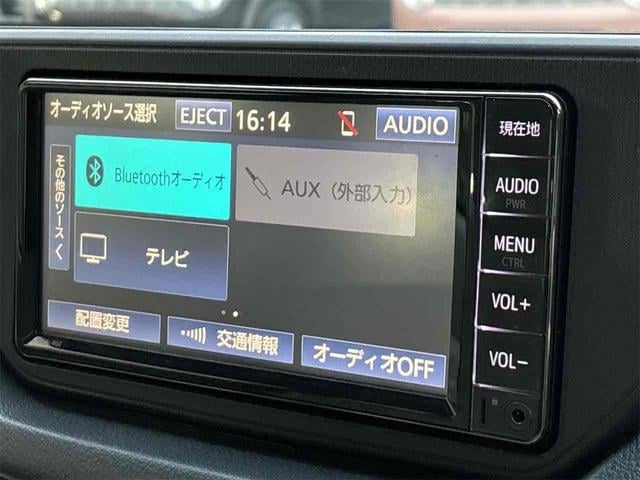 オーディオソース選択 EJECT 16:14 AUDIO
その他のソース く
Bluetoothオーディオ
AUX (外部入力)
テレビ
配置変更
交通情報
オーディオOFF
現在地
AUDIO
PWR
MENU
CTRL
VOL+
VOL−